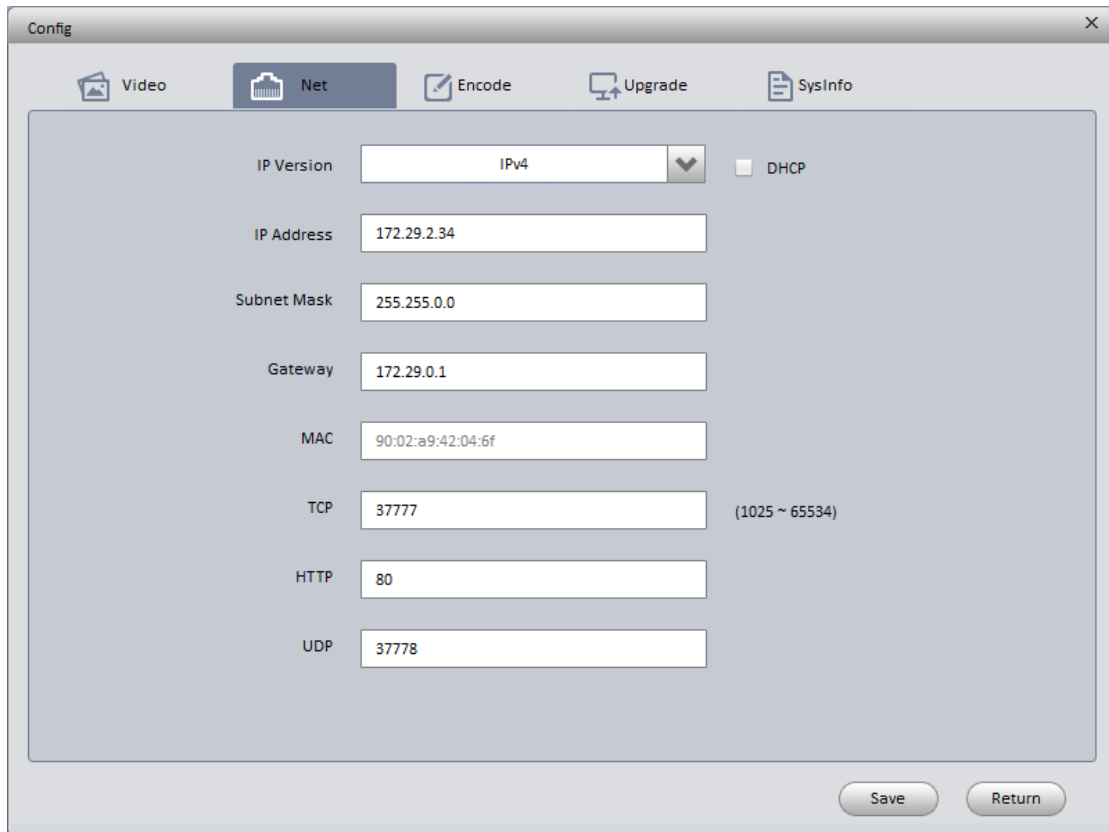 Config
Video Net Encode Upgrade SysInfo
IP Version IPv4 DHCP
IP Address 172.29.2.34
Subnet Mask 255.255.0.0
Gateway 172.29.0.1
MAC 90:02:a9:42:04:6f
TCP 37777 (1025 ~ 65534)
HTTP 80
UDP 37778
Save Return